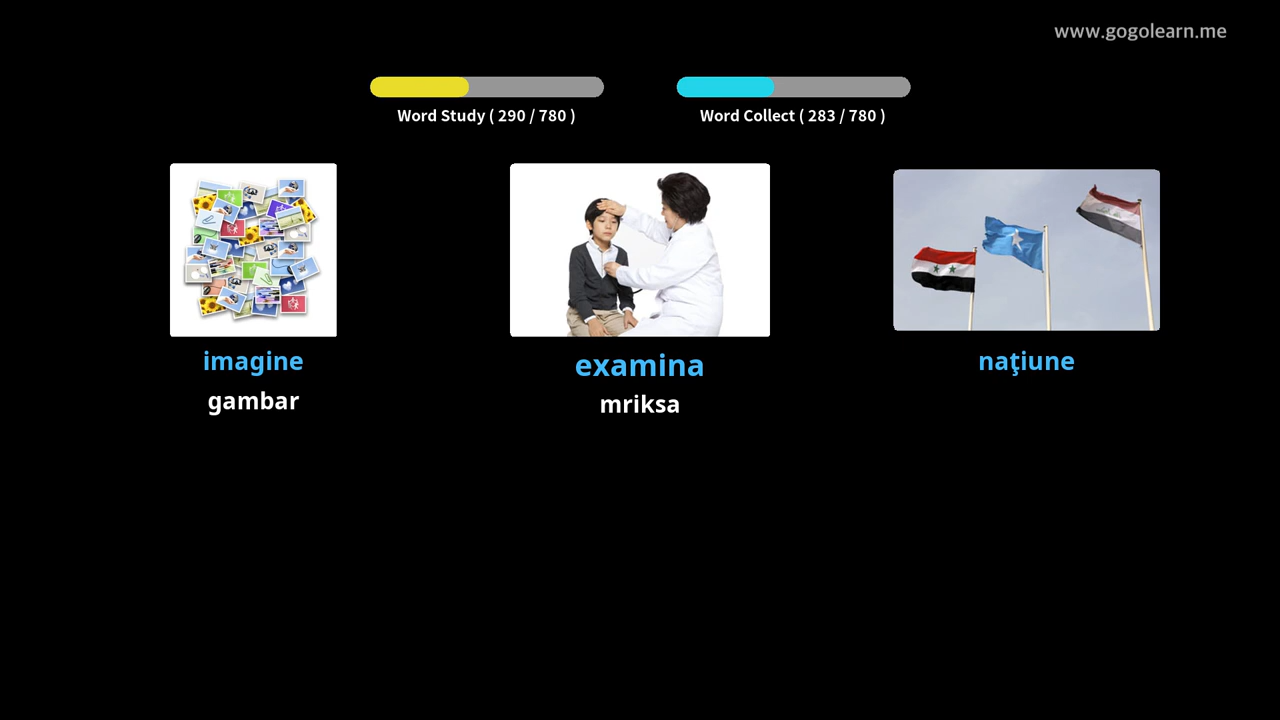 www.gogolearn.me
Word Study ( 290 / 780 )
Word Collect ( 283 / 780 )
imagine
gambar
examina
mriksa
naţiune